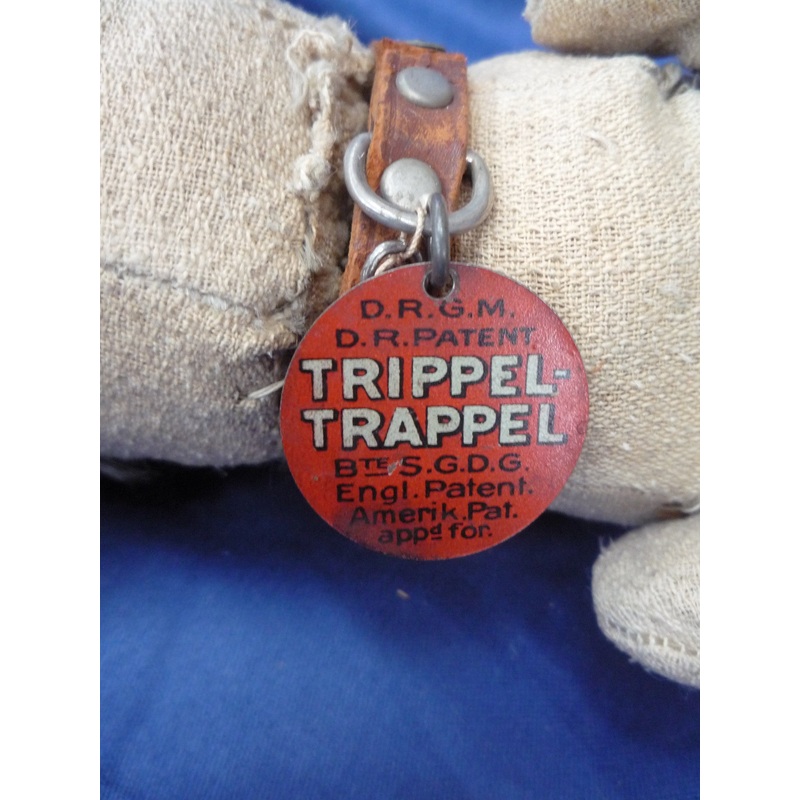 D.R.G.M.
D.R.PATENT.
TRIPPEL-
TRAPPEL
BTE S.G.D.G.
Engl.Patent.
Amerik.Pat.
appd for.